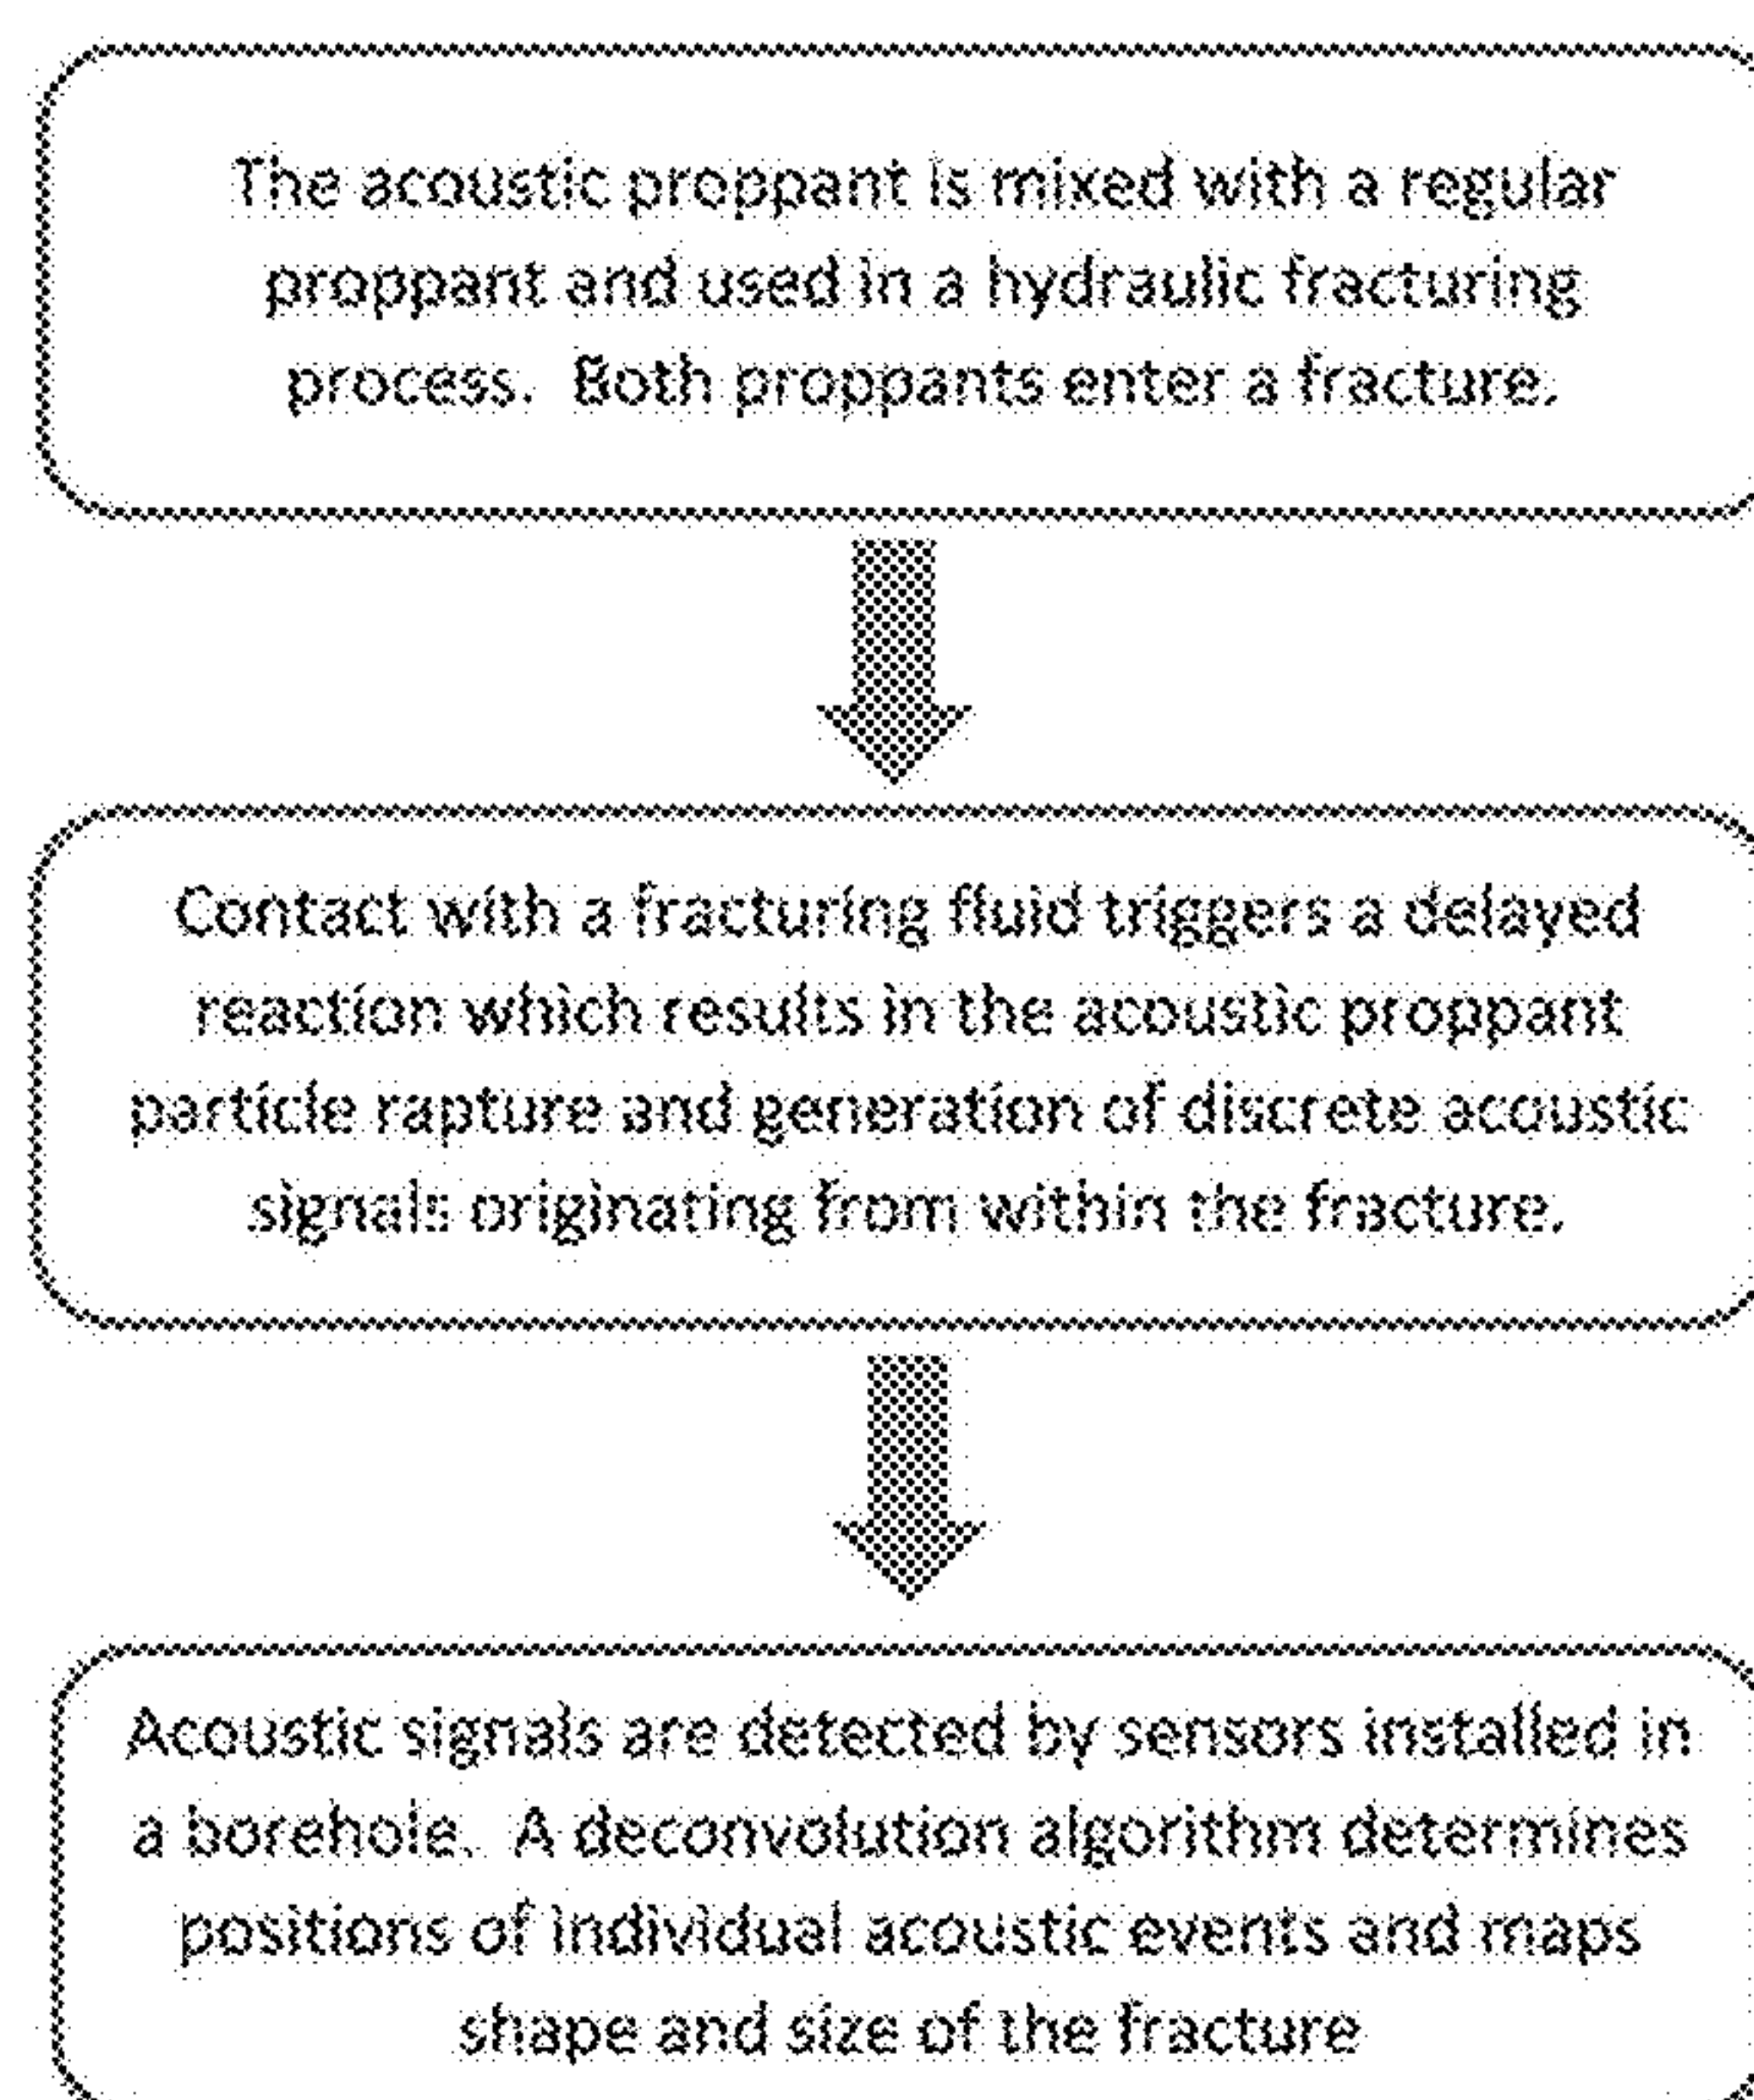 The acoustic proppant is mixed with a regular
proppant and used in a hydraulic fracturing
process. Both proppants enter a fracture.
Contact with a fracturing fluid triggers a delayed
reaction which results in the acoustic proppant
particle rapture and generation of discrete acoustic
signals originating from within the fracture.
Acoustic signals are detected by sensors installed in
a borehole. A deconvolution algorithm determines
positions of individual acoustic events and maps
shape and size of the fracture